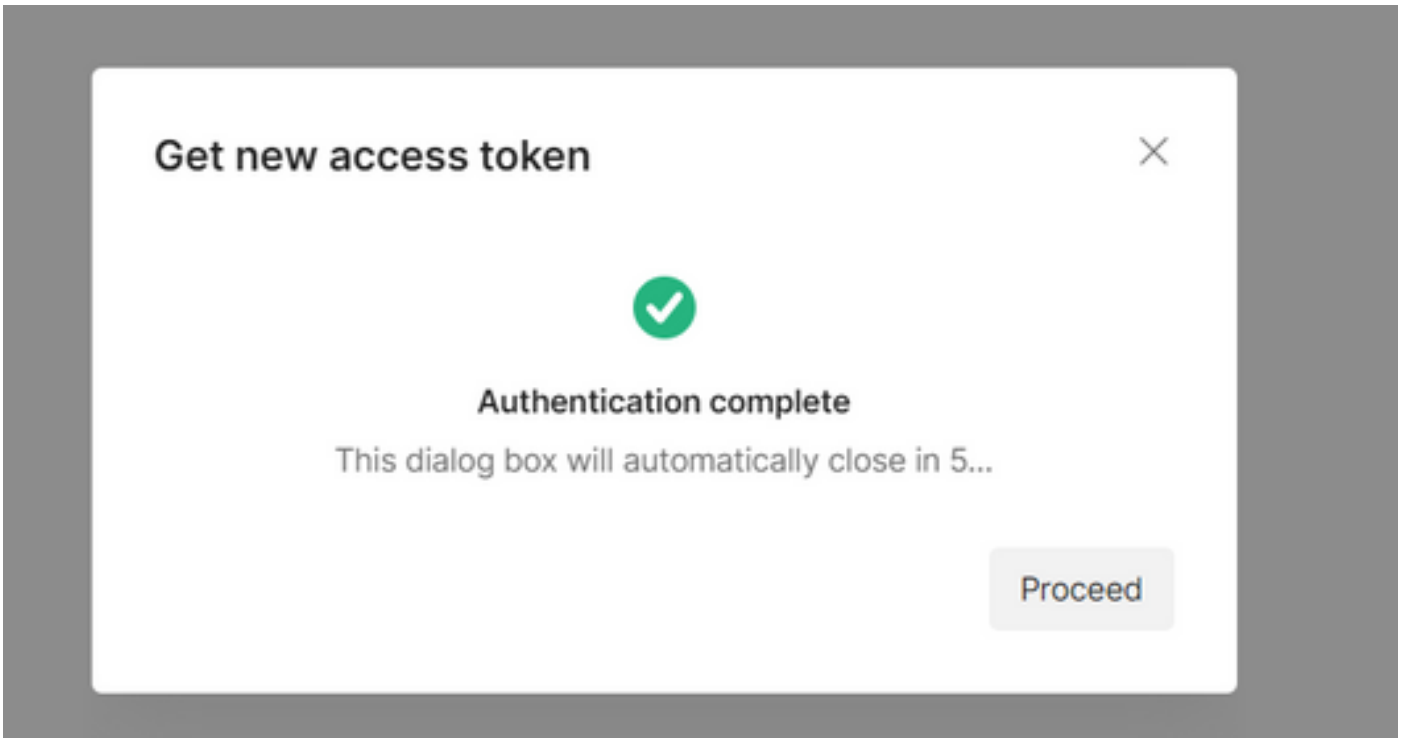 Get new access token
Authentication complete
This dialog box will automatically close in 5...
Proceed